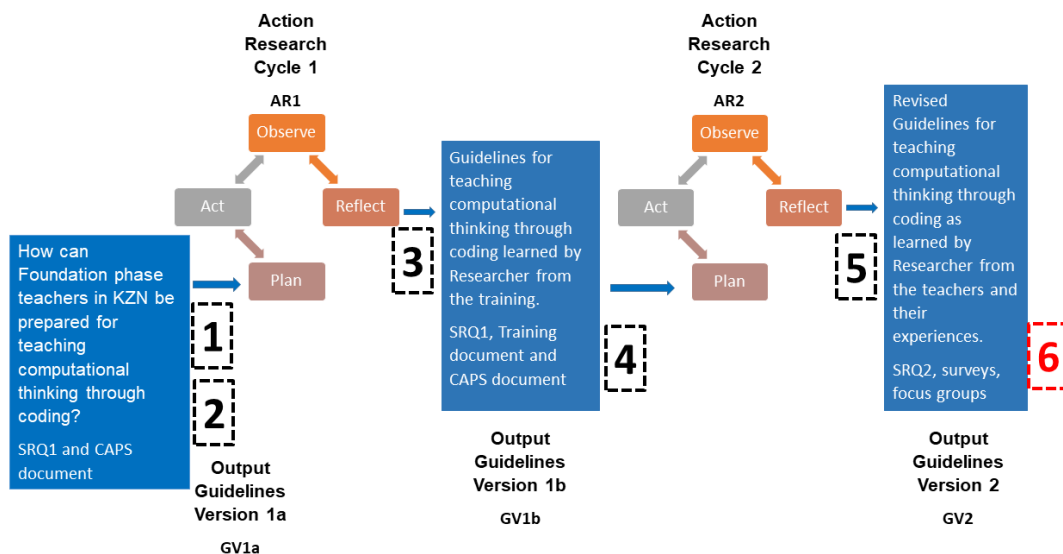 Action
Research
Cycle 1
AR1
Observe
Act
Reflect
Plan
How can
Foundation phase
teachers in KZN be
prepared for
teaching
computational
thinking through
coding?
SRQ1 and CAPS
document
1
2
Output
Guidelines
Version 1a
GV1a
3
Guidelines for
teaching
computational
thinking through
coding learned by
Researcher from
the training.
SRQ1, Training
document and
CAPS document
4
Output
Guidelines
Version 1b
GV1b
Action
Research
Cycle 2
AR2
Observe
Act
Reflect
Plan
5
Revised
Guidelines for
teaching
computational
thinking through
coding as
learned by
Researcher from
the teachers and
their
experiences.
SRQ2, surveys,
focus groups
6
Output
Guidelines
Version 2
GV2